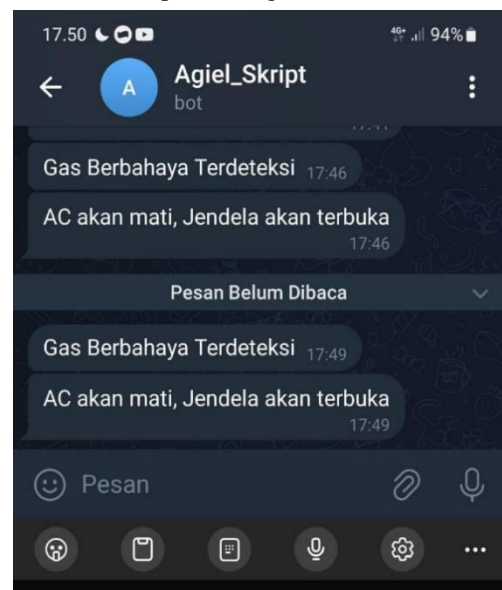 17.50
4G+ 94%
A
Agiel_Skript
bot
Gas Berbahaya Terdeteksi 17:46
AC akan mati, Jendela akan terbuka
17:46
Pesan Belum Dibaca
Gas Berbahaya Terdeteksi 17:49
AC akan mati, Jendela akan terbuka
17:49
Pesan